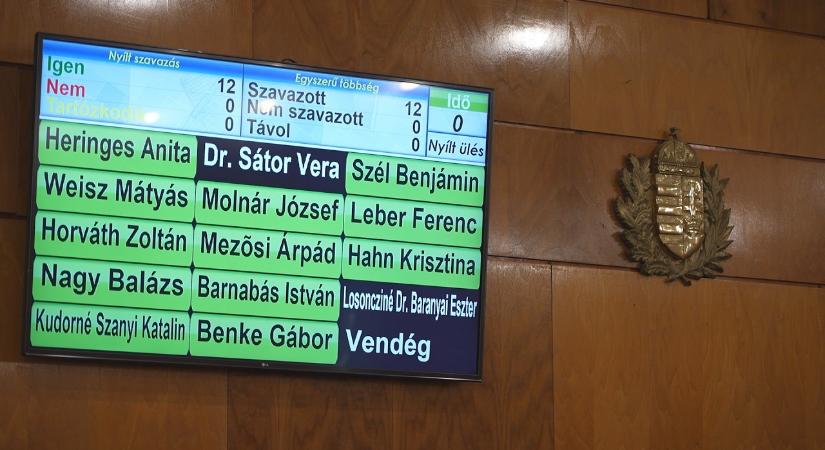 Nyílt szavazás
Egyszerű többség
Igen 12
Nem 0
Tartózkodás 0
Szavazott 12
Nem szavazott 0
Távol 0
Idő
0
Nyílt ülés
Heringes Anita
Dr. Sátor Vera
Szél Benjámin
Weisz Mátyás
Molnár József
Leber Ferenc
Horváth Zoltán
Mezõsi Árpád
Hahn Krisztina
Nagy Balázs
Barnabás István
Losoncziné Dr. Baranyai Eszter
Kudorné Szanyi Katalin
Benke Gábor
Vendég
LG